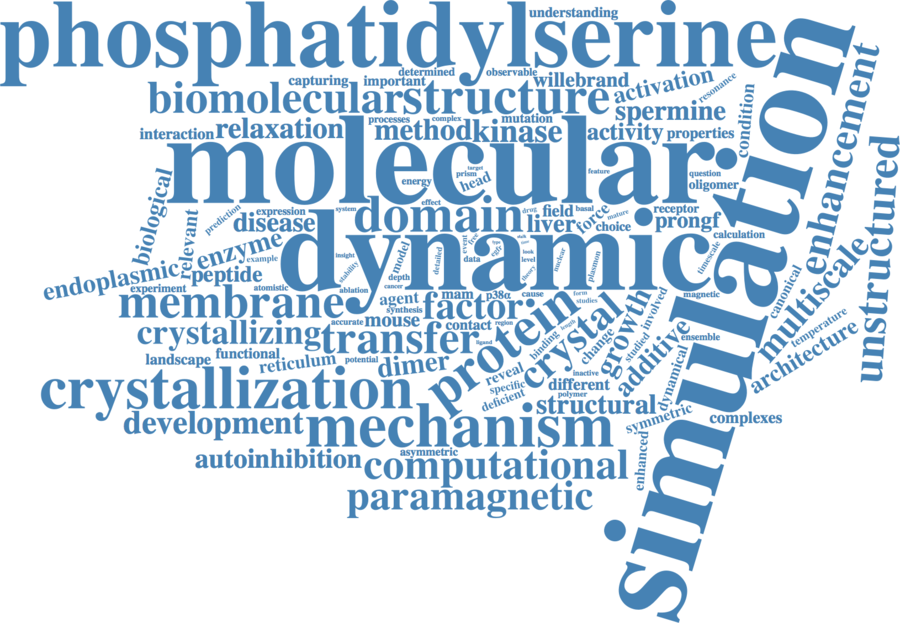 understanding
phosphatidylserine
determined
observable
capturing
important
willebrand
activation
resonance
biomolecular
structure
spermine
condition
processes
complex
mutation
interaction
relaxation
method
kinase
activity
properties
simulation
enhancement
molecular
target
prism
energy
head
feature
question
oligomer
unstructured
biological
relevant
prediction
expression
system
effect
domain
drug
field
basal
mature
receptor
disease
liver
force
choice
prongf
calculation
enzyme
example
dynamic
insight
stability
model
detailed
event
free
data
egfr
look
level
theory
nuclear
plasmon
timescale
endoplasmic
peptide
depth
cancer
experiment
atomistic
ablation
canonical
multiscale
membrane
agent
mam
p38α
cause
form
studies
magnetic
synthesis
factor
protein
crystal
growth
involved
studied
accurate
mouse
contact
region
length
binding
change
additive
ensemble
temperature
architecture
crystallizing
transfer
ligand
landscape
functional
reticulum
potential
dimer
reveal
specific
deficient
inactive
different
polymer
dynamical
crystallization
structural
symmetric
complexes
development
mechanism
enhanced
autoinhibition
asymmetric
computational
paramagnetic